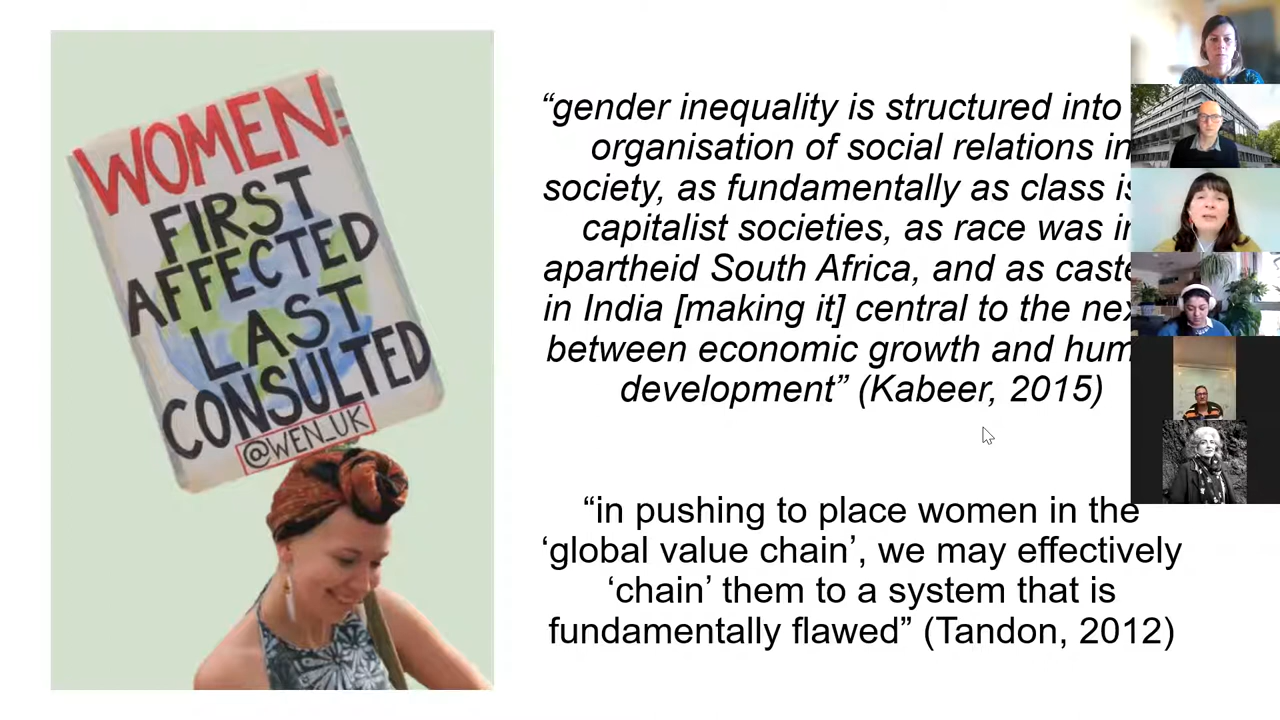 WOMEN:
FIRST
AFFECTED
LAST
CONSULTED
@WEN_UK
“gender inequality is structured into
organisation of social relations in
society, as fundamentally as class is
capitalist societies, as race was in
apartheid South Africa, and as caste
in India [making it] central to the
between economic growth and
development” (Kabeer, 2015)
“in pushing to place women in the
‘global value chain’, we may effectively
‘chain’ them to a system that is
fundamentally flawed” (Tandon, 2012)